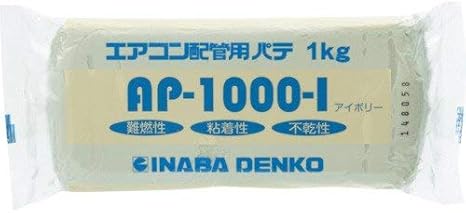 エアコン配管用パテ 1kg
AP-1000-I アイボリー
難燃性 粘着性 不乾性
INABA DENKO
148058